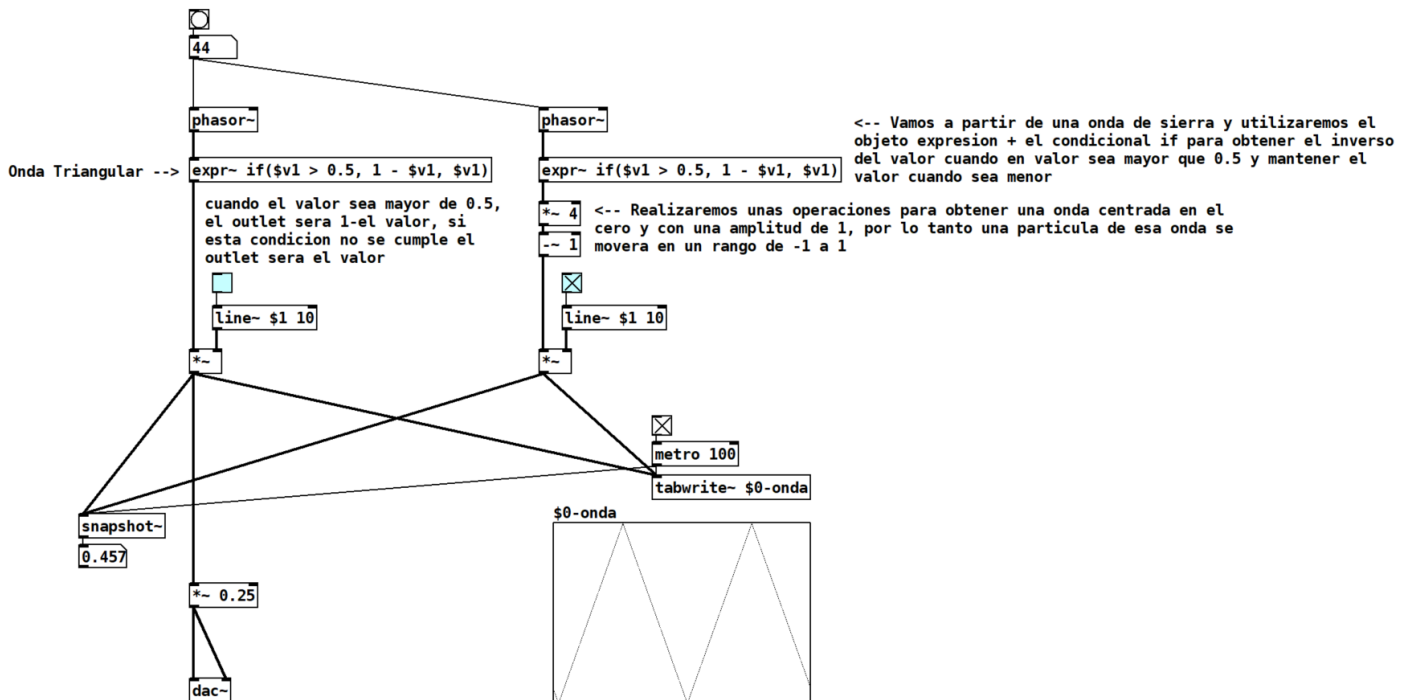 44
phasor~
phasor~
<-- Vamos a partir de una onda de sierra y utilizaremos el
objeto expresion + el condicional if para obtener el inverso
del valor cuando en valor sea mayor que 0.5 y mantener el
valor cuando sea menor
Onda Triangular -->
expr~ if($v1 > 0.5, 1 - $v1, $v1)
expr~ if($v1 > 0.5, 1 - $v1, $v1)
cuando el valor sea mayor de 0.5,
el outlet sera 1-el valor, si
esta condicion no se cumple el
outlet sera el valor
*~ 4
-~ 1
<-- Realizaremos unas operaciones para obtener una onda centrada en el
cero y con una amplitud de 1, por lo tanto una particula de esa onda se
movera en un rango de -1 a 1
line~ $1 10
line~ $1 10
*~
*~
metro 100
tabwrite~ $0-onda
$0-onda
snapshot~
0.457
*~ 0.25
dac~